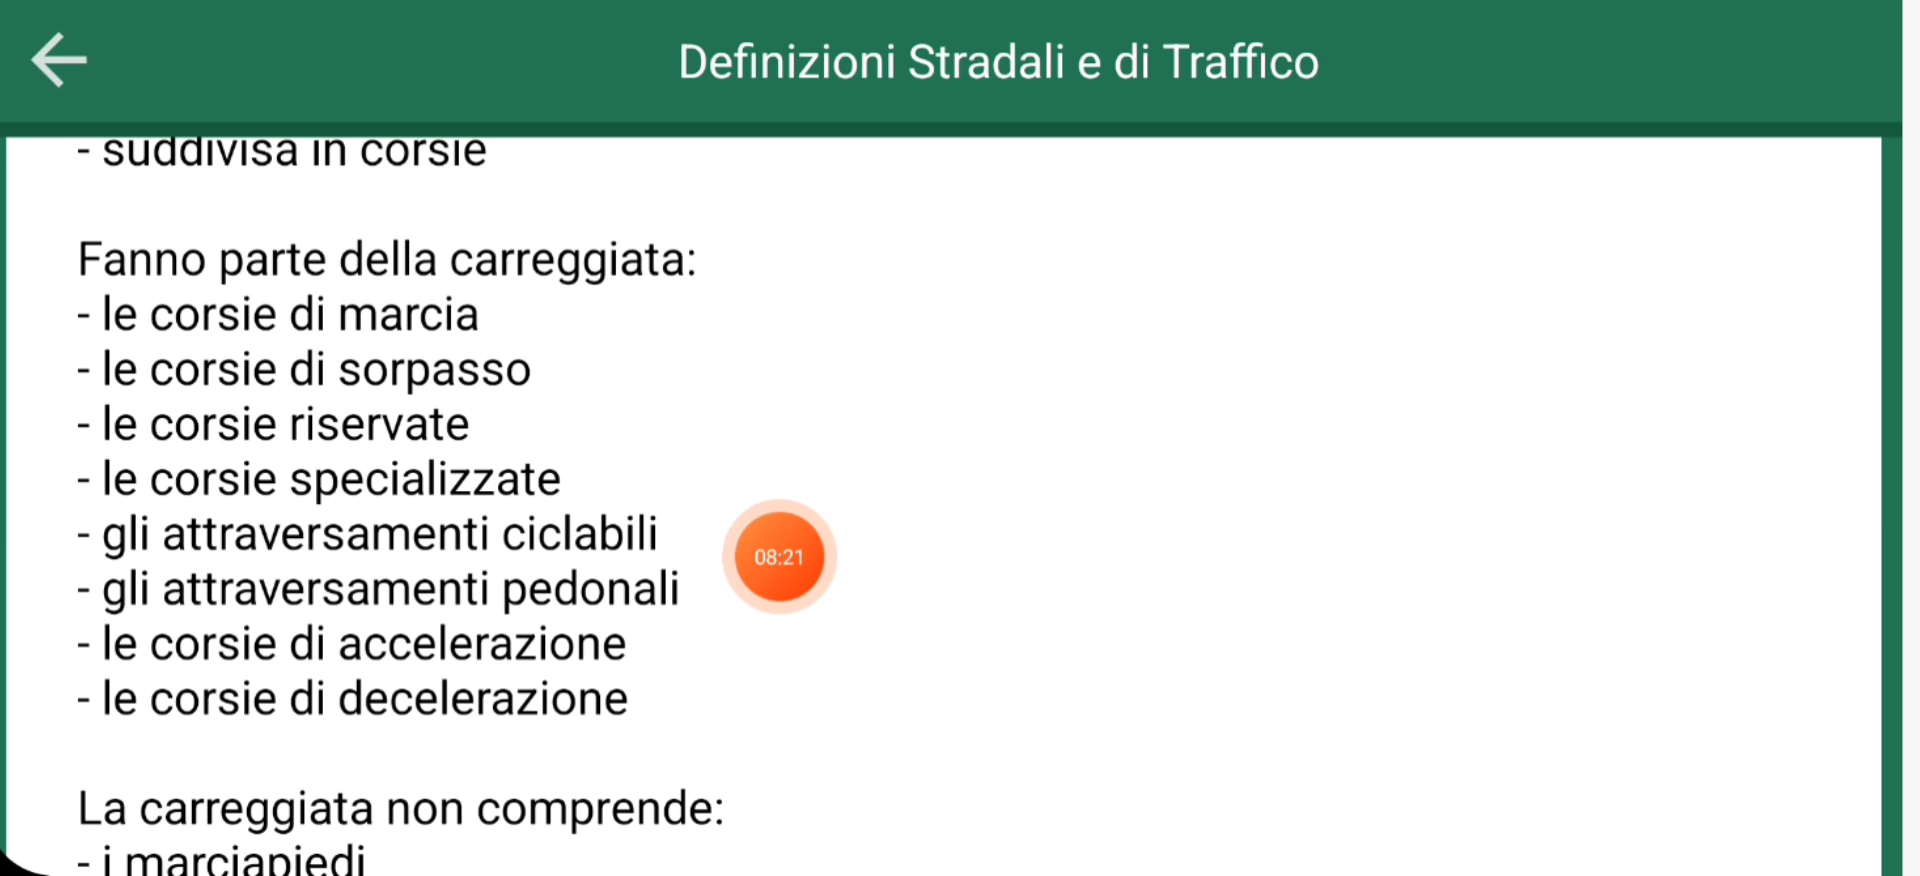 Definizioni Stradali e di Traffico
- suddivisa in corsie
Fanno parte della carreggiata:
- le corsie di marcia
- le corsie di sorpasso
- le corsie riservate
- le corsie specializzate
- gli attraversamenti ciclabili
08:21
- gli attraversamenti pedonali
- le corsie di accelerazione
- le corsie di decelerazione
La carreggiata non comprende:
- i marciapiedi